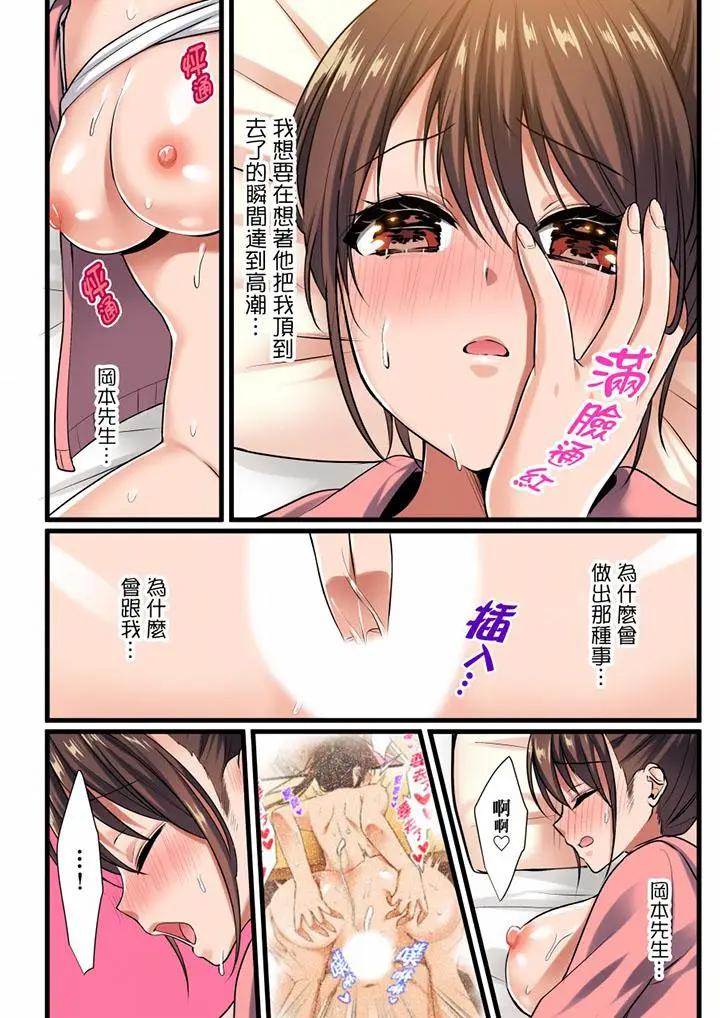 我想要在想著他把我頂到
去了的瞬間達到高潮…
滿臉通紅
怦通
怦通
岡本先生…
為什麼會
做出那種事…
插入…
為什麼
會跟我…
啊啊♡
岡本先生…
…！